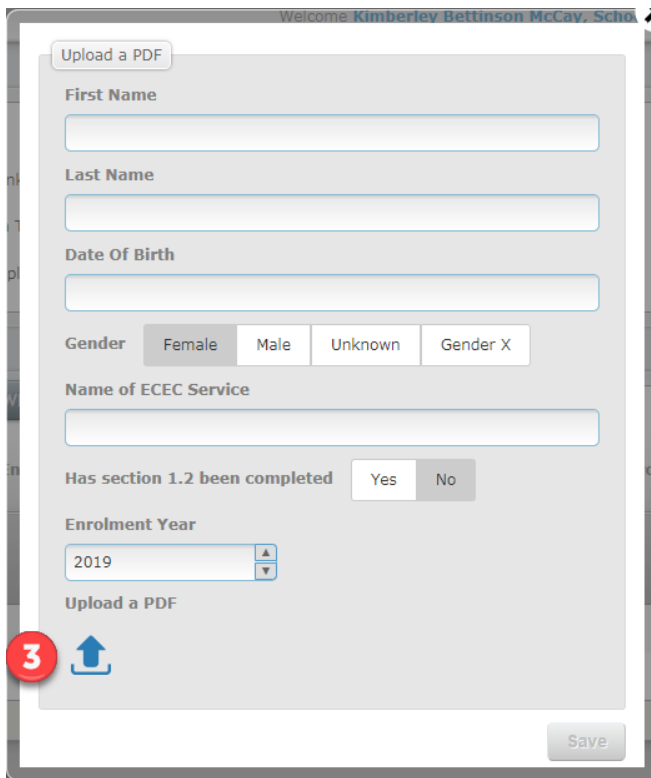 Welcome Kimberley Bettinson McCay, Scho
Upload a PDF
First Name
Last Name
Date Of Birth
Gender Female Male Unknown Gender X
Name of ECEC Service
Has section 1.2 been completed Yes No
Enrolment Year
2019
Upload a PDF
3
Save